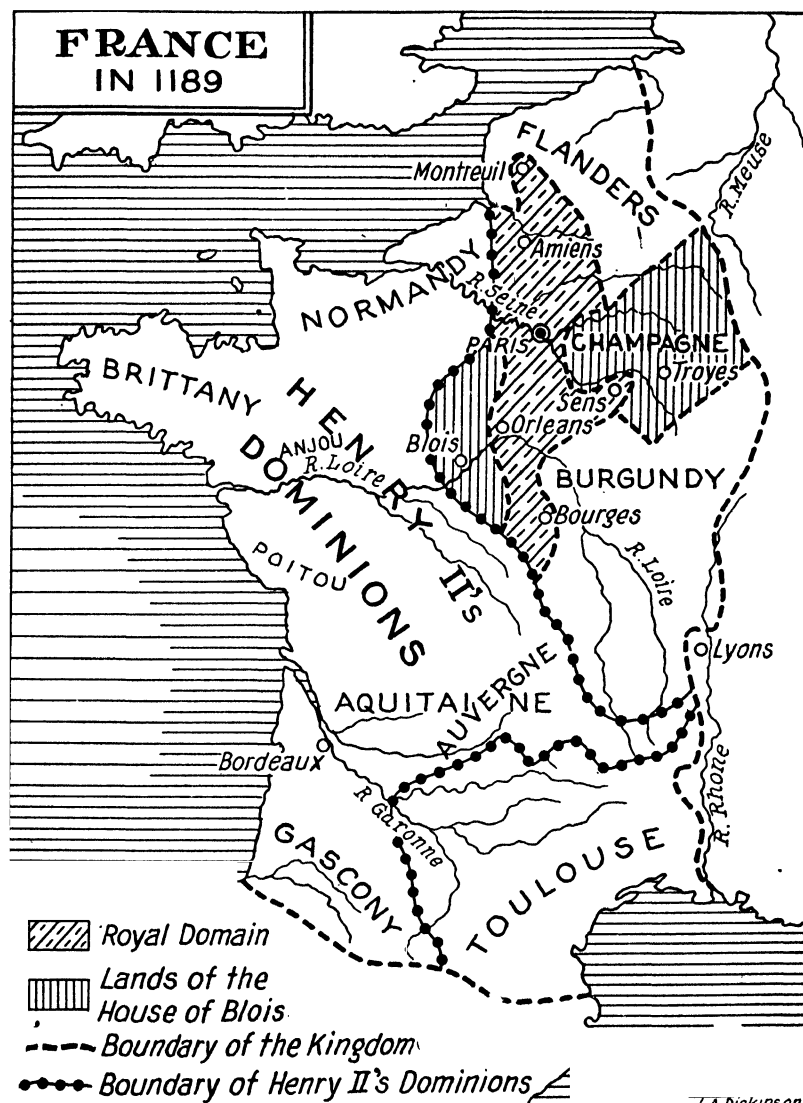 FRANCE
IN 1189
FLANDERS
Montreuil
R. Meuse
Amiens
NORMANDY
R. Seine
PARIS
CHAMPAGNE
Troyes
BRITTANY
Sens
HENRY II's
DOMINIONS
ANJOU
R. Loire
Blois
Orleans
BURGUNDY
Bourges
POITOU
R. Loire
Lyons
AQUITAINE
AUVERGNE
Bordeaux
R Garonne
R. Rhone
GASCONY
TOULOUSE
Royal Domain
Lands of the
House of Blois
Boundary of the Kingdom
Boundary of Henry II's Dominions